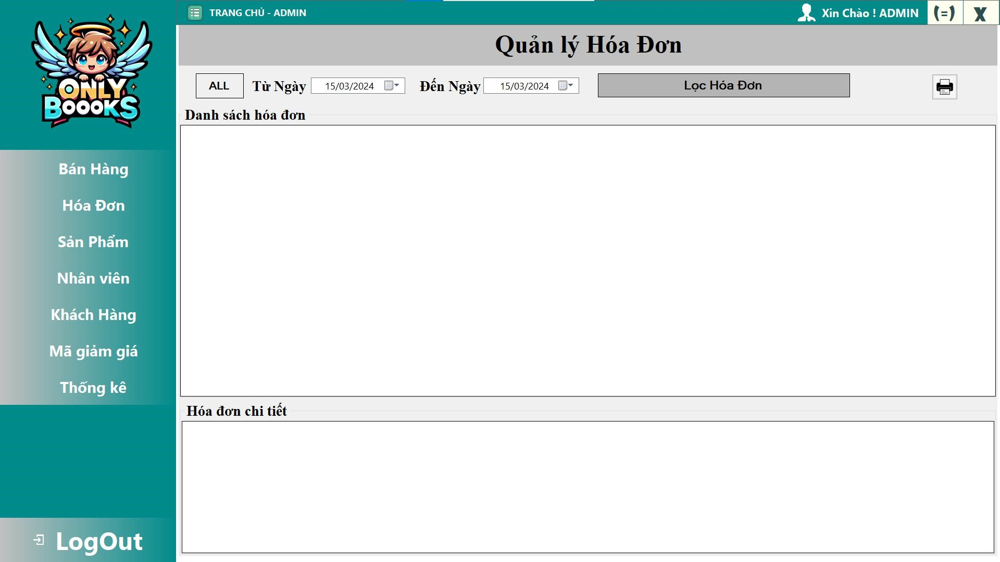 ONLY
BOOOKS
TRANG CHỦ - ADMIN
Xin Chào ! ADMIN
(=)
X
Quản lý Hóa Đơn
ALL
Từ Ngày
15/03/2024
Đến Ngày
15/03/2024
Lọc Hóa Đơn
Danh sách hóa đơn
Bán Hàng
Hóa Đơn
Sản Phẩm
Nhân viên
Khách Hàng
Mã giảm giá
Thống kê
Hóa đơn chi tiết
LogOut